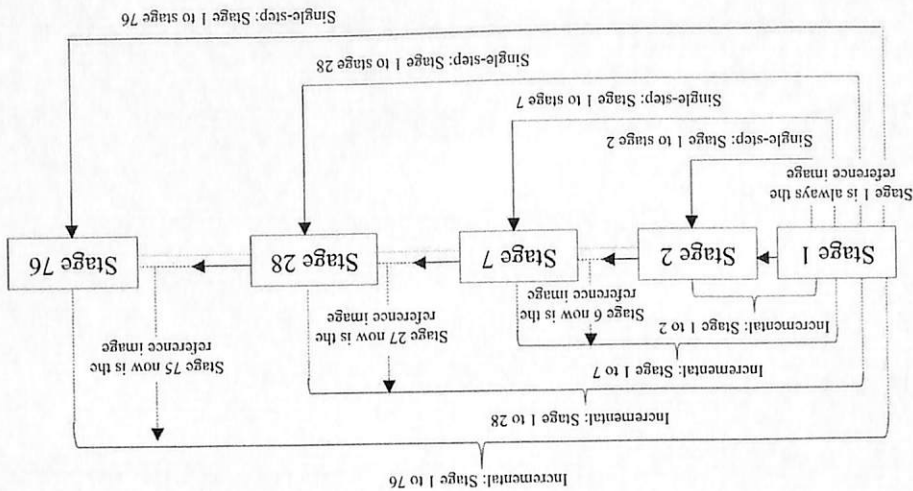 Incremental: Stage 1 to 76
Incremental: Stage 1 to 28
Incremental: Stage 1 to 7
Incremental: Stage 1 to 2
Stage 6 now is the
reference image
Stage 27 now is the
reference image
Stage 75 now is the
reference image
Stage 1
Stage 2
Stage 7
Stage 28
Stage 76
Stage 1 is always the
reference image
Single-step: Stage 1 to stage 2
Single-step: Stage 1 to stage 7
Single-step: Stage 1 to stage 28
Single-step: Stage 1 to stage 76